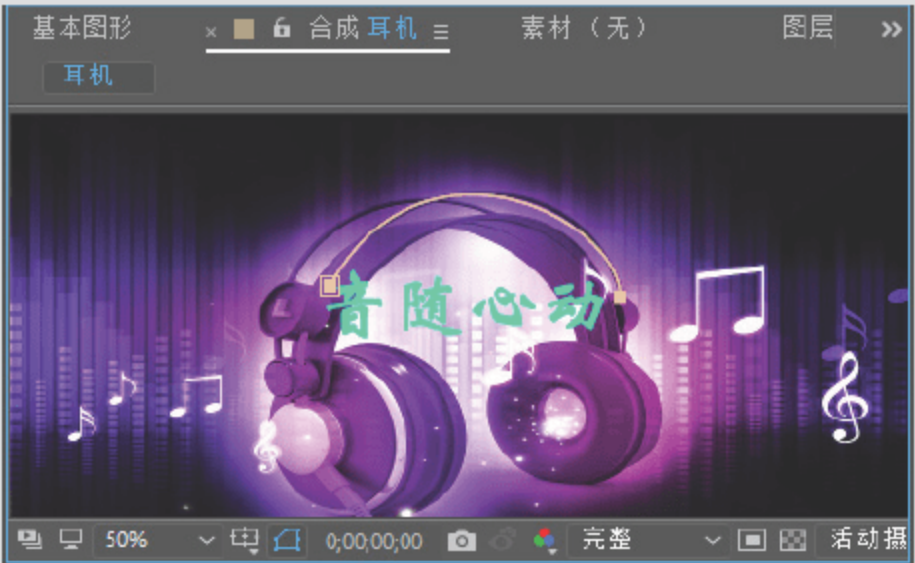 基本图形 × 合成 耳机 ≡ 素材（无） 图层 »
耳机
音随心动
50% 0;00;00;00 完整 活动摄